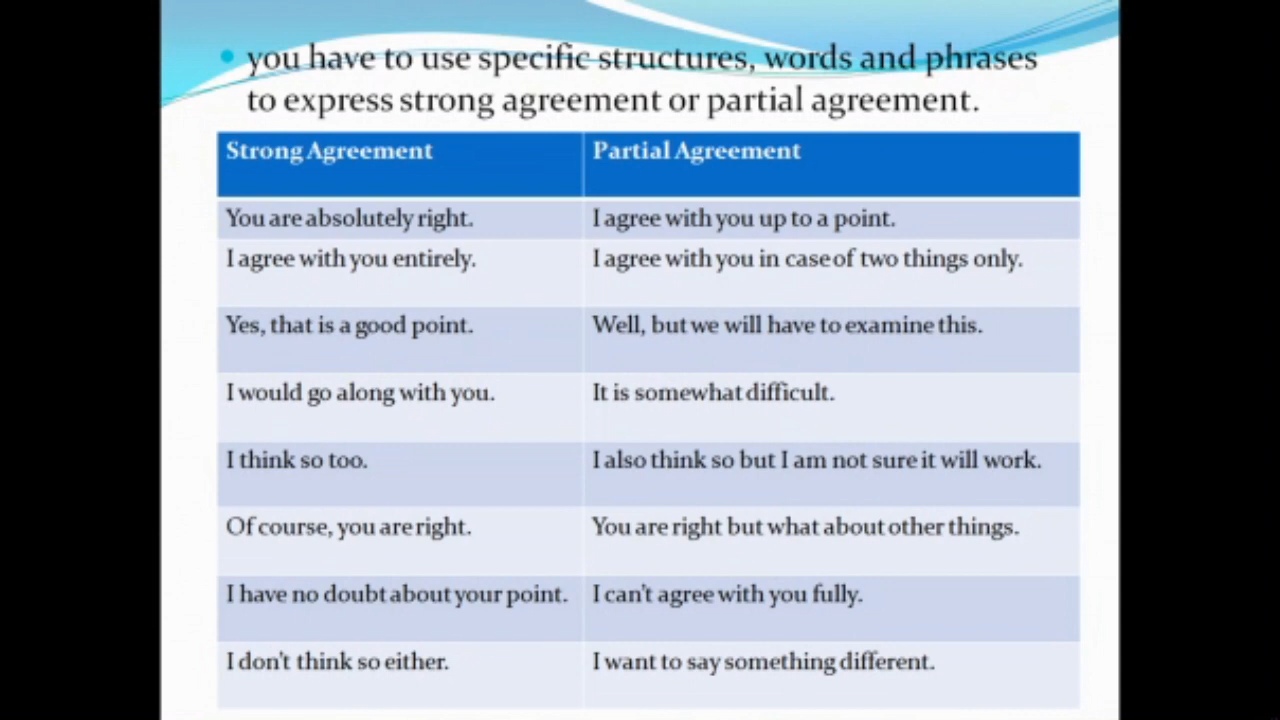 you have to use specific structures, words and phrases
to express strong agreement or partial agreement.
Strong Agreement
Partial Agreement
You are absolutely right.
I agree with you up to a point.
I agree with you entirely.
I agree with you in case of two things only.
Yes, that is a good point.
Well, but we will have to examine this.
I would go along with you.
It is somewhat difficult.
I think so too.
I also think so but I am not sure it will work.
Of course, you are right.
You are right but what about other things.
I have no doubt about your point.
I can't agree with you fully.
I don't think so either.
I want to say something different.